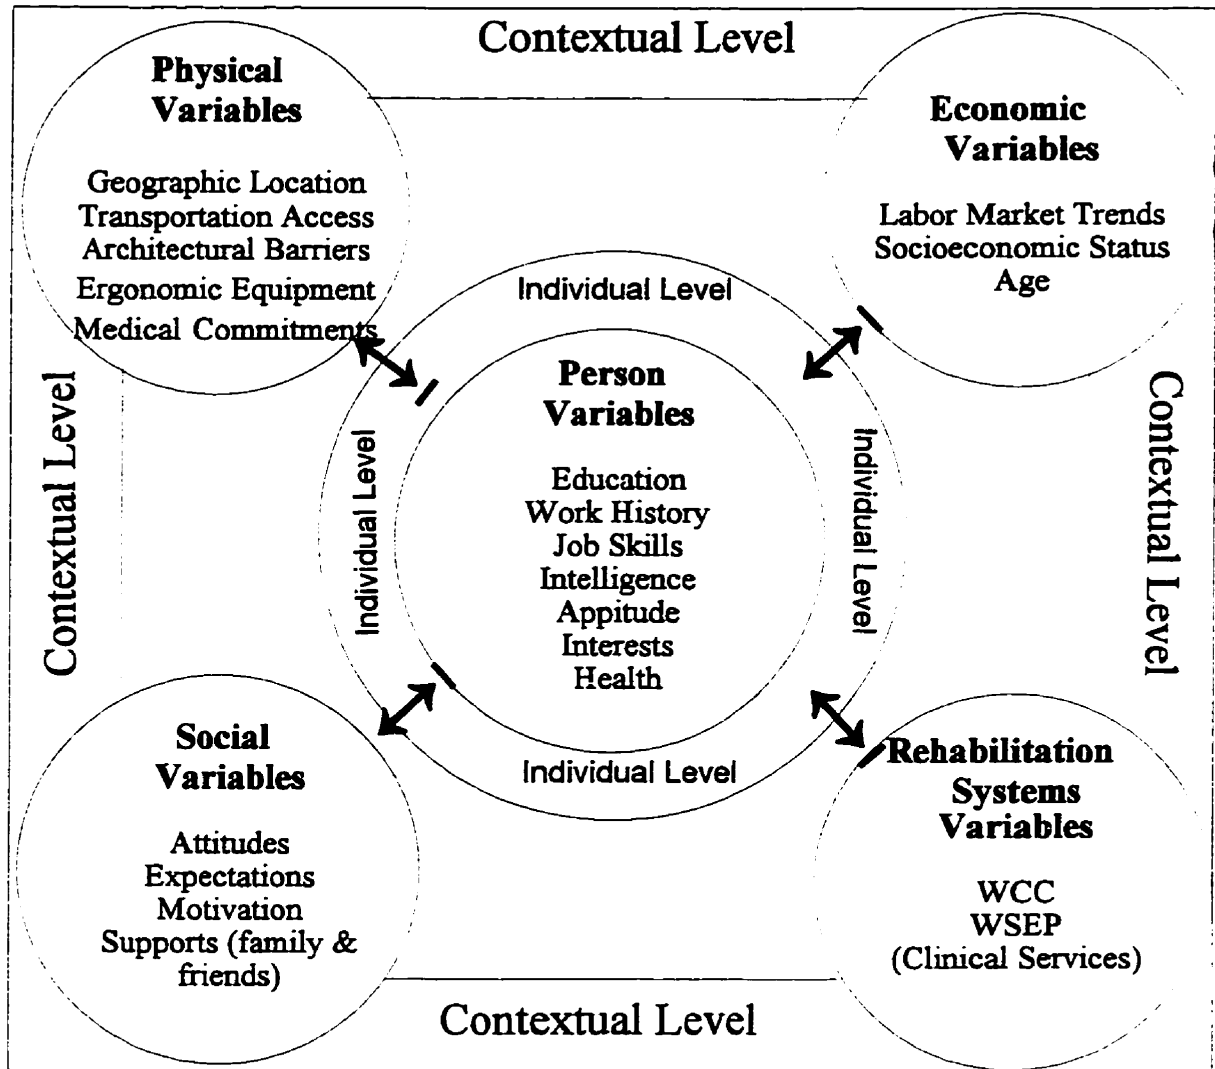 Contextual Level
Physical
Variables
Geographic Location
Transportation Access
Architectural Barriers
Ergonomic Equipment
Medical Commitments
Economic
Variables
Labor Market Trends
Socioeconomic Status
Age
Individual Level
Person
Variables
Education
Work History
Job Skills
Intelligence
Appitude
Interests
Health
Individual Level
Individual Level
Individual Level
Contextual Level
Contextual Level
Social
Variables
Attitudes
Expectations
Motivation
Supports (family &
friends)
Rehabilitation
Systems
Variables
WCC
WSEP
(Clinical Services)
Contextual Level